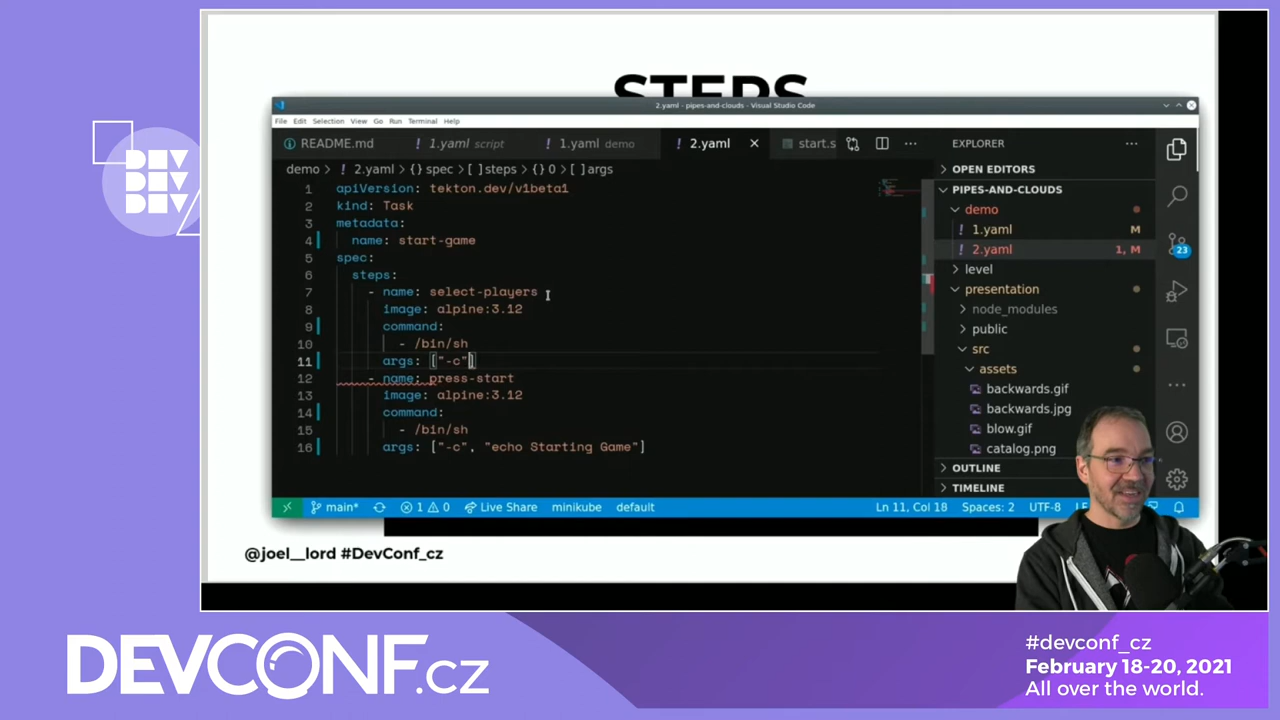 STEPS
2.yaml - pipes-and-clouds - Visual Studio Code
File Edit Selection View Go Run Terminal Help
README.md
1.yaml script
1.yaml demo
2.yaml
start.s
EXPLORER
demo > 2.yaml > {} spec > [ ] steps > {} 0 > [ ] args
OPEN EDITORS
PIPES-AND-CLOUDS
demo
1.yaml M
2.yaml 1, M
level
presentation
node_modules
public
src
assets
backwards.gif
backwards.jpg
blow.gif
catalog.png
OUTLINE
TIMELINE
23
1 apiVersion: tekton.dev/v1beta1
2 kind: Task
3 metadata:
4 name: start-game
5 spec:
6 steps:
7 - name: select-players
8 image: alpine:3.12
9 command:
10 - /bin/sh
11 args: ["-c"]
12 - name: press-start
13 image: alpine:3.12
14 command:
15 - /bin/sh
16 args: ["-c", "echo Starting Game"]
main* 1 0 Live Share minikube default Ln 11, Col 18 Spaces: 2 UTF-8
@joel__lord #DevConf_cz
DEV
DEV
DEV
DEVCONF.cz
#devconf_cz
February 18-20, 2021
All over the world.